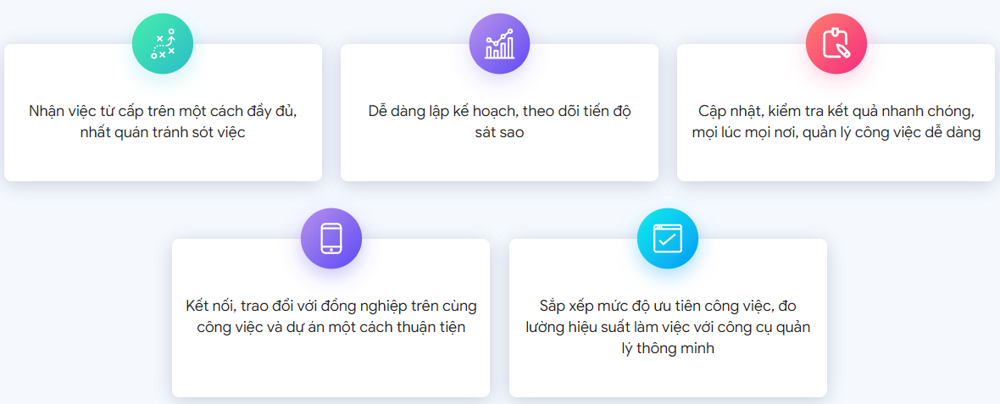 Nhận việc từ cấp trên một cách đầy đủ,
nhất quán tránh sót việc
Dễ dàng lập kế hoạch, theo dõi tiến độ
sát sao
Cập nhật, kiểm tra kết quả nhanh chóng,
mọi lúc mọi nơi, quản lý công việc dễ dàng
Kết nối, trao đổi với đồng nghiệp trên cùng
công việc và dự án một cách thuận tiện
Sắp xếp mức độ ưu tiên công việc, đo
lường hiệu suất làm việc với công cụ quản
lý thông minh